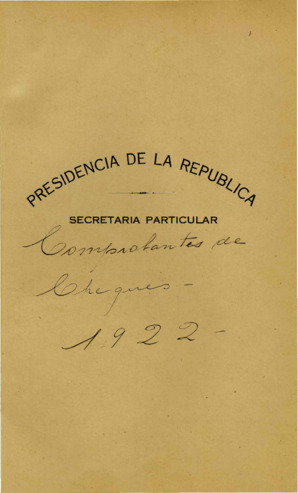 PRESIDENCIA DE LA REPUBLICA
SECRETARIA PARTICULAR
Comprobantes de
Cheques -
1922 -